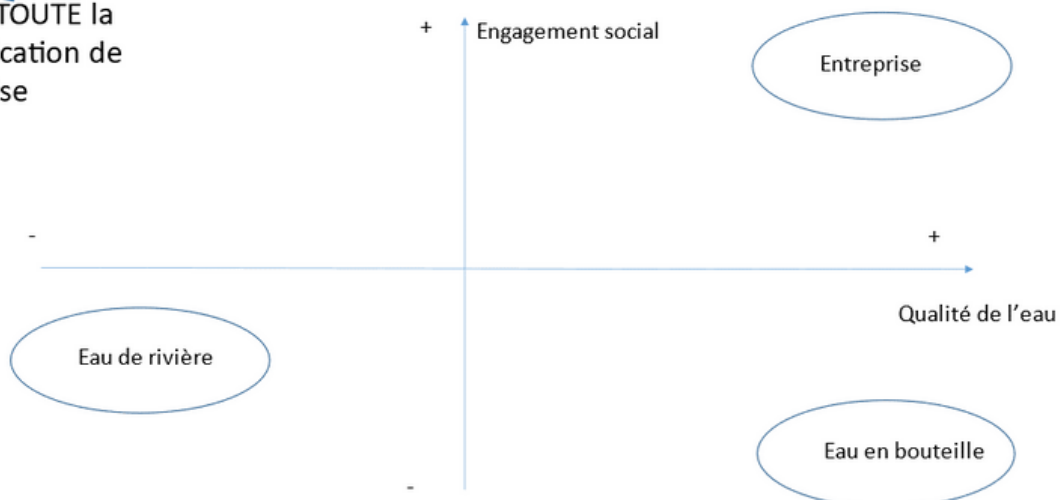 TOUTE la
cation de
se
+
Engagement social
Entreprise
-
+
Qualité de l’eau
Eau de rivière
Eau en bouteille
-